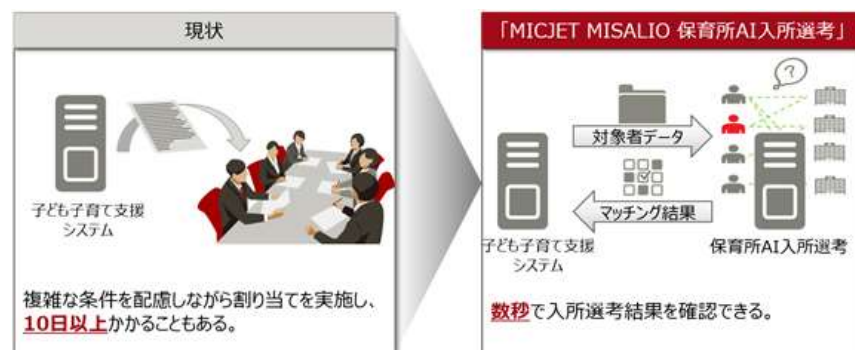 現状
子ども子育て支援
システム
複雑な条件を配慮しながら割り当てを実施し、
10日以上かかることもある。
「MICJET MISALIO 保育所AI入所選考」
?
対象者データ
マッチング結果
子ども子育て支援
システム
保育所AI入所選考
数秒で入所選考結果を確認できる。